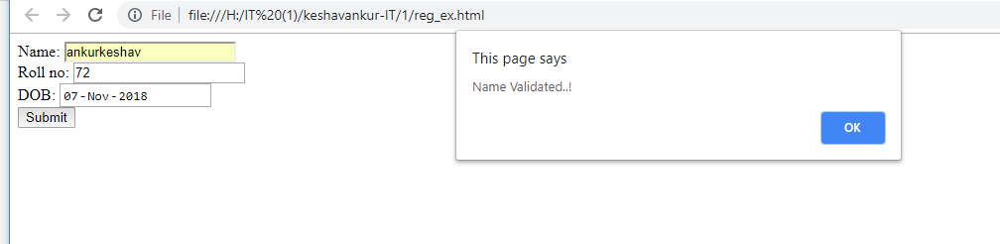 File file:///H:/IT%20(1)/keshavankur-IT/1/reg_ex.html
Name: ankurkeshav
Roll no: 72
DOB: 07-Nov-2018
Submit
This page says
Name Validated..!
OK